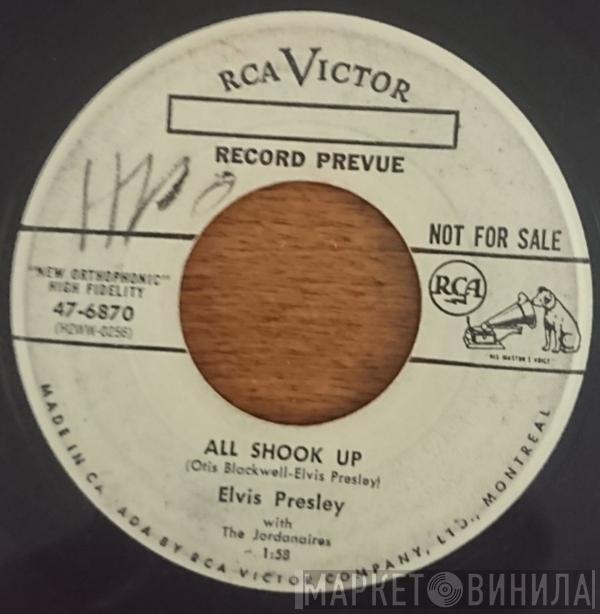 RCA VICTOR
RECORD PREVUE
NOT FOR SALE
"NEW ORTHOPHONIC"
HIGH FIDELITY
47-6870
(H2WW-0256)
RCA
"HIS MASTER'S VOICE"
ALL SHOOK UP
(Otis Blackwell-Elvis Presley)
Elvis Presley
with
The Jordanaires
1:58
MADE IN CANADA BY RCA VICTOR COMPANY, LTD., MONTREAL
МАРКЕТ ВИНИЛА